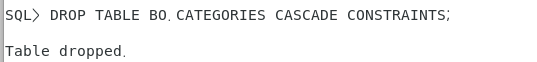 SQL> DROP TABLE BO.CATEGORIES CASCADE CONSTRAINTS;
Table dropped.